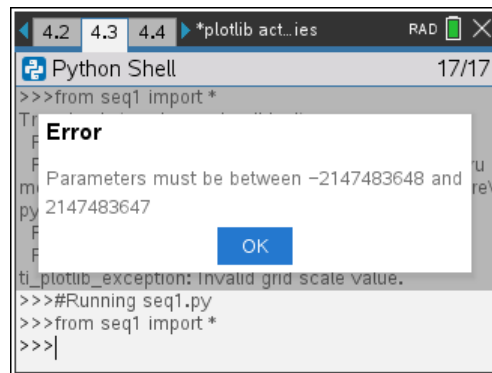 4.2 4.3 4.4 *plotlib act...ies RAD
Python Shell 17/17
>>>from seq1 import *
Error
Parameters must be between −2147483648 and
2147483647
OK
ti_plotlib_exception: Invalid grid scale value.
>>>#Running seq1.py
>>>from seq1 import *
>>>